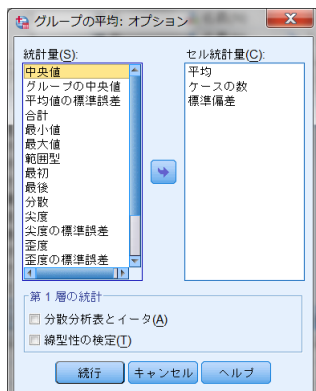 グループの平均: オプション
統計量(S):
中央値
グループの中央値
平均値の標準誤差
合計
最小値
最大値
範囲型
最初
最後
分散
尖度
尖度の標準誤差
歪度
歪度の標準誤差
セル統計量(C):
平均
ケースの数
標準偏差
第 1 層の統計
分散分析表とイータ(A)
線型性の検定(T)
続行
キャンセル
ヘルプ